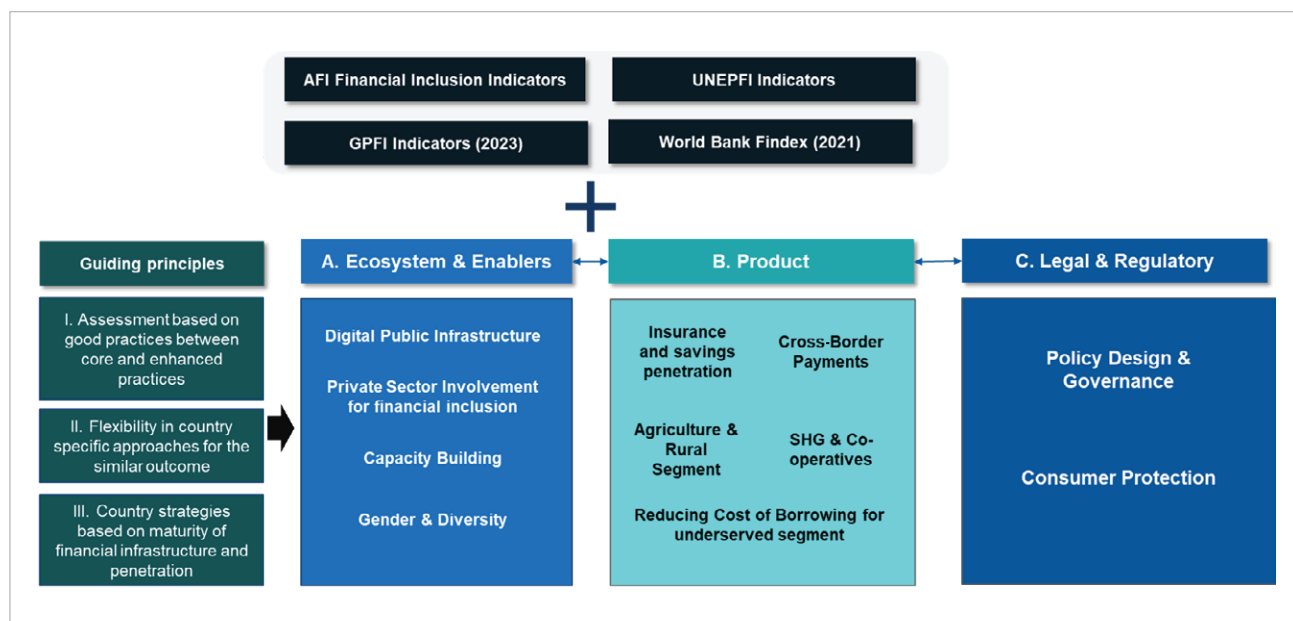 AFI Financial Inclusion Indicators
UNEPFI Indicators
GPFI Indicators (2023)
World Bank Findex (2021)
Guiding principles
I. Assessment based on
good practices between
core and enhanced
practices
II. Flexibility in country
specific approaches for the
similar outcome
III. Country strategies
based on maturity of
financial infrastructure and
penetration
A. Ecosystem & Enablers
Digital Public Infrastructure
Private Sector Involvement
for financial inclusion
Capacity Building
Gender & Diversity
B. Product
Insurance
and savings
penetration
Cross-Border
Payments
Agriculture &
Rural
Segment
SHG & Co-
operatives
Reducing Cost of Borrowing for
underserved segment
C. Legal & Regulatory
Policy Design &
Governance
Consumer Protection